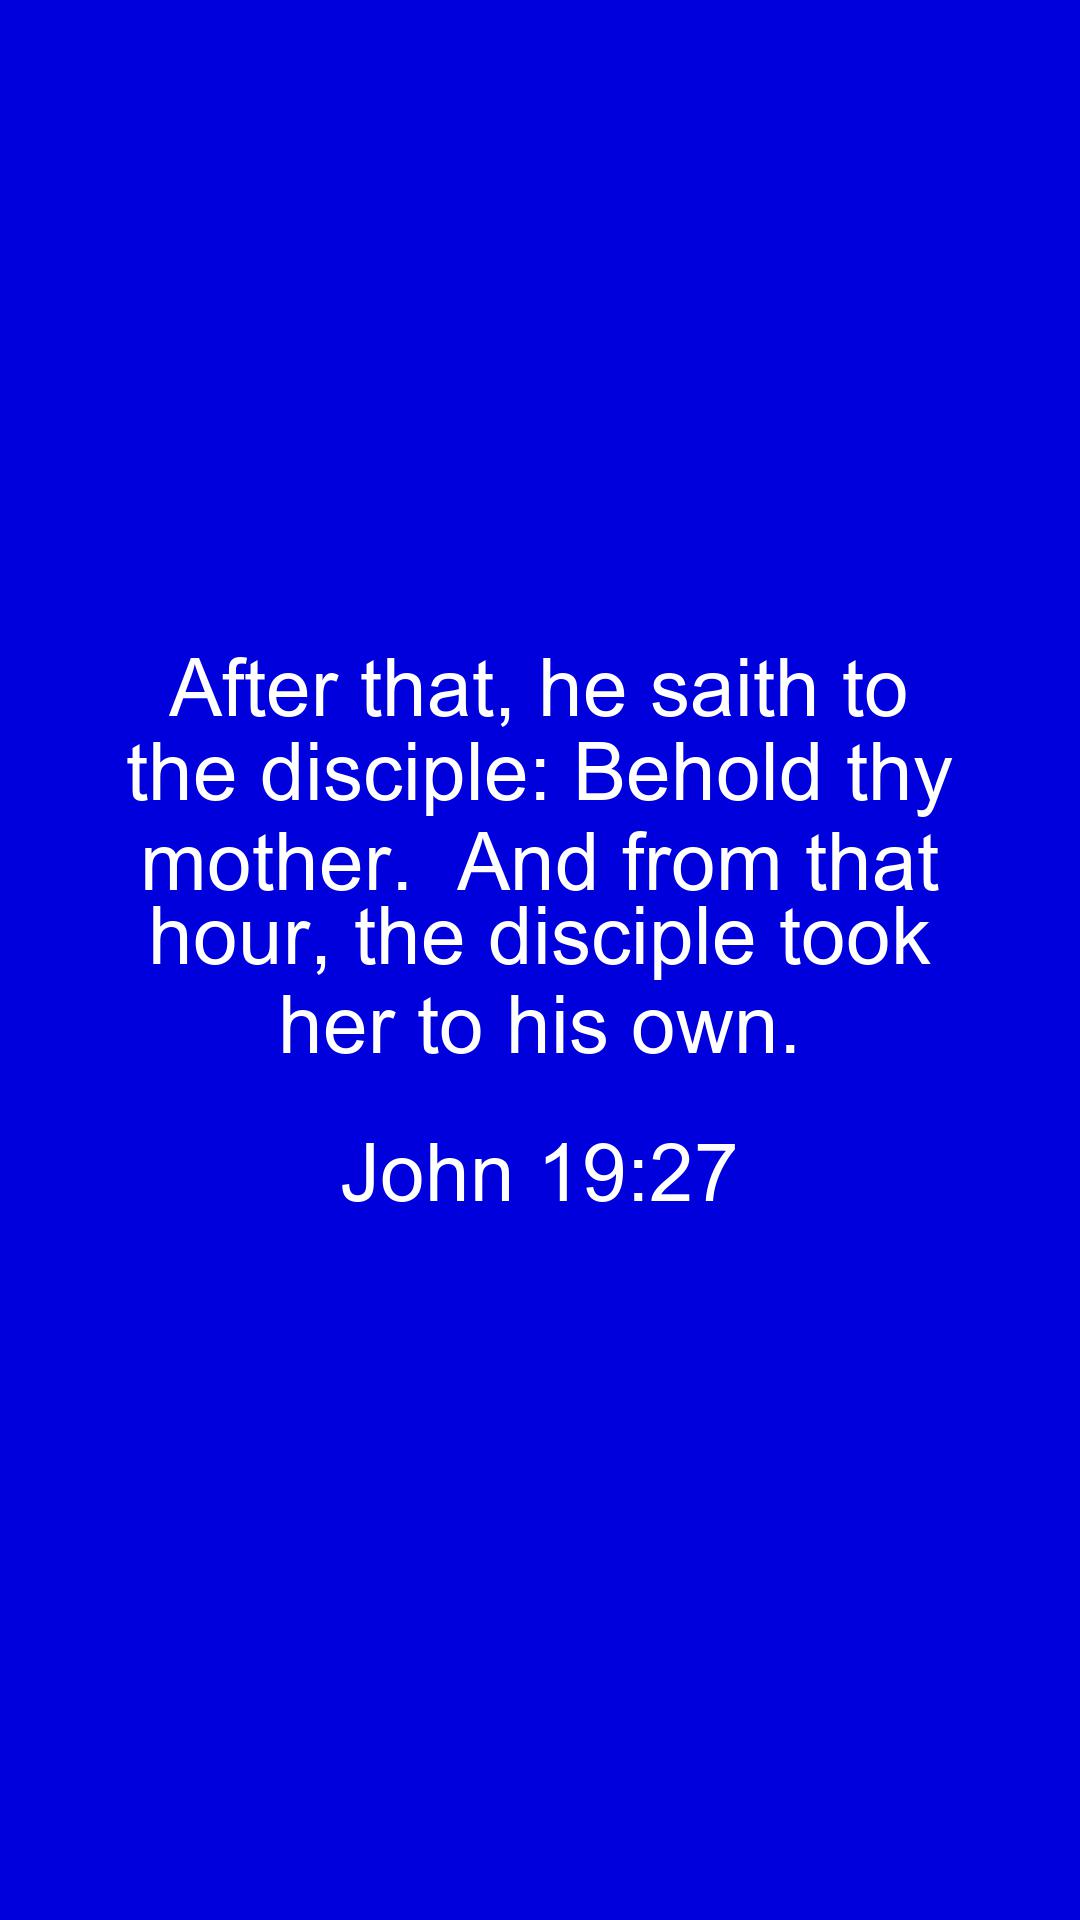 After that, he saith to
the disciple: Behold thy
mother.  And from that
hour, the disciple took
her to his own.
John 19:27